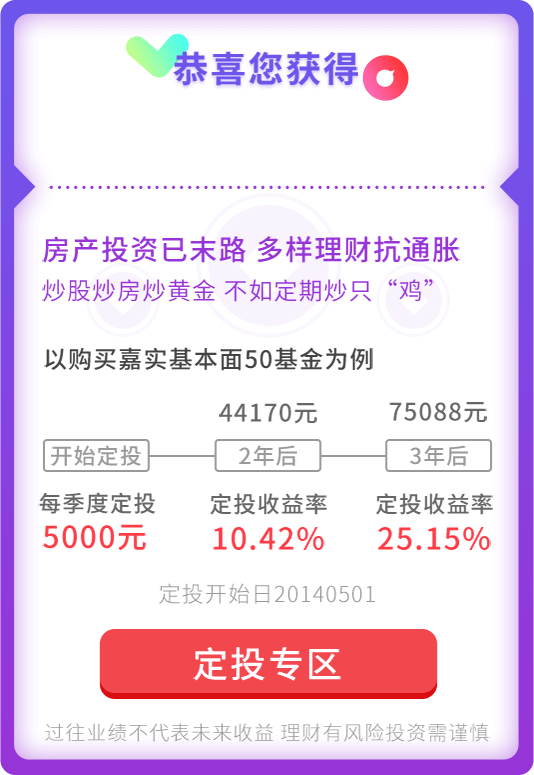 恭喜您获得
房产投资已末路 多样理财抗通胀
炒股炒房炒黄金 不如定期炒只“鸡”
以购买嘉实基本面50基金为例
44170元 75088元
开始定投 2年后 3年后
每季度定投 定投收益率 定投收益率
5000元 10.42% 25.15%
定投开始日20140501
定投专区
过往业绩不代表未来收益 理财有风险投资需谨慎